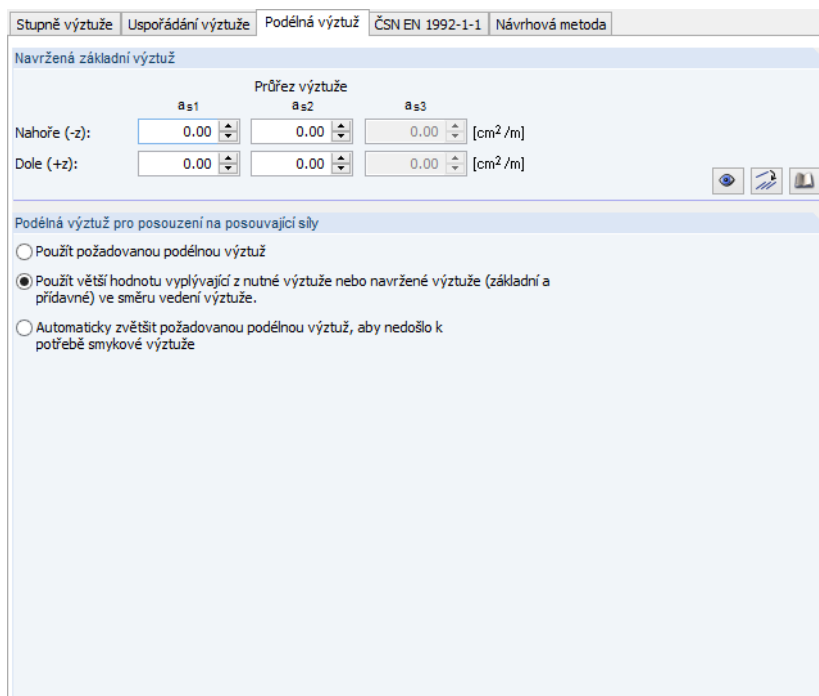 Stupně výztuže Uspořádání výztuže Podélná výztuž ČSN EN 1992-1-1 Návrhová metoda
Navržená základní výztuž
Průřez výztuže
as1 as2 as3
Nahoře (-z): 0.00 0.00 0.00 [cm²/m]
Dole (+z): 0.00 0.00 0.00 [cm²/m]
Podélná výztuž pro posouzení na posouvající síly
Použít požadovanou podélnou výztuž
Použít větší hodnotu vyplývající z nutné výztuže nebo navržené výztuže (základní a
přídavné) ve směru vedení výztuže.
Automaticky zvětšit požadovanou podélnou výztuž, aby nedošlo k
potřebě smykové výztuže